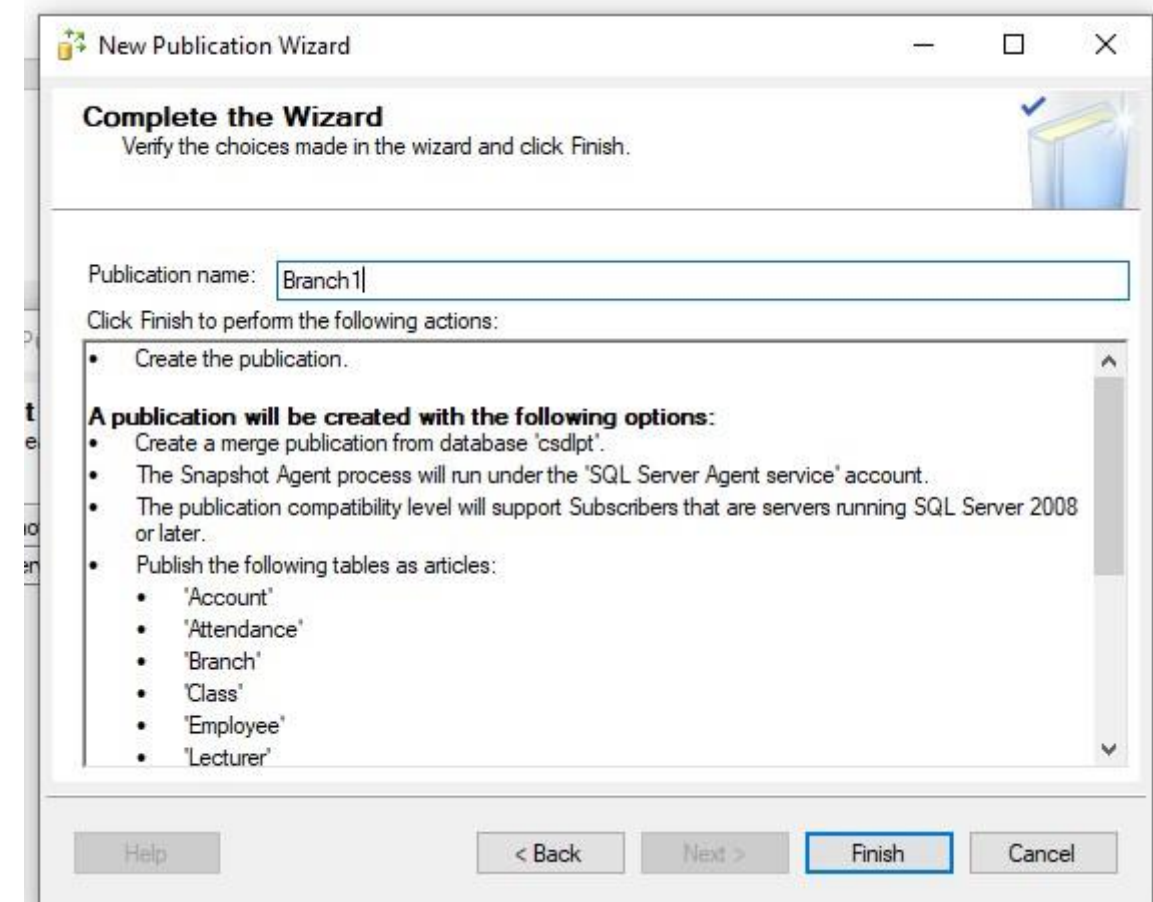 New Publication Wizard
Complete the Wizard
Verify the choices made in the wizard and click Finish.
Publication name: Branch1
Click Finish to perform the following actions:
• Create the publication.
A publication will be created with the following options:
• Create a merge publication from database 'csdlpt'.
• The Snapshot Agent process will run under the 'SQL Server Agent service' account.
• The publication compatibility level will support Subscribers that are servers running SQL Server 2008
or later.
• Publish the following tables as articles:
• 'Account'
• 'Attendance'
• 'Branch'
• 'Class'
• 'Employee'
• 'Lecturer'
Help
< Back
Next >
Finish
Cancel